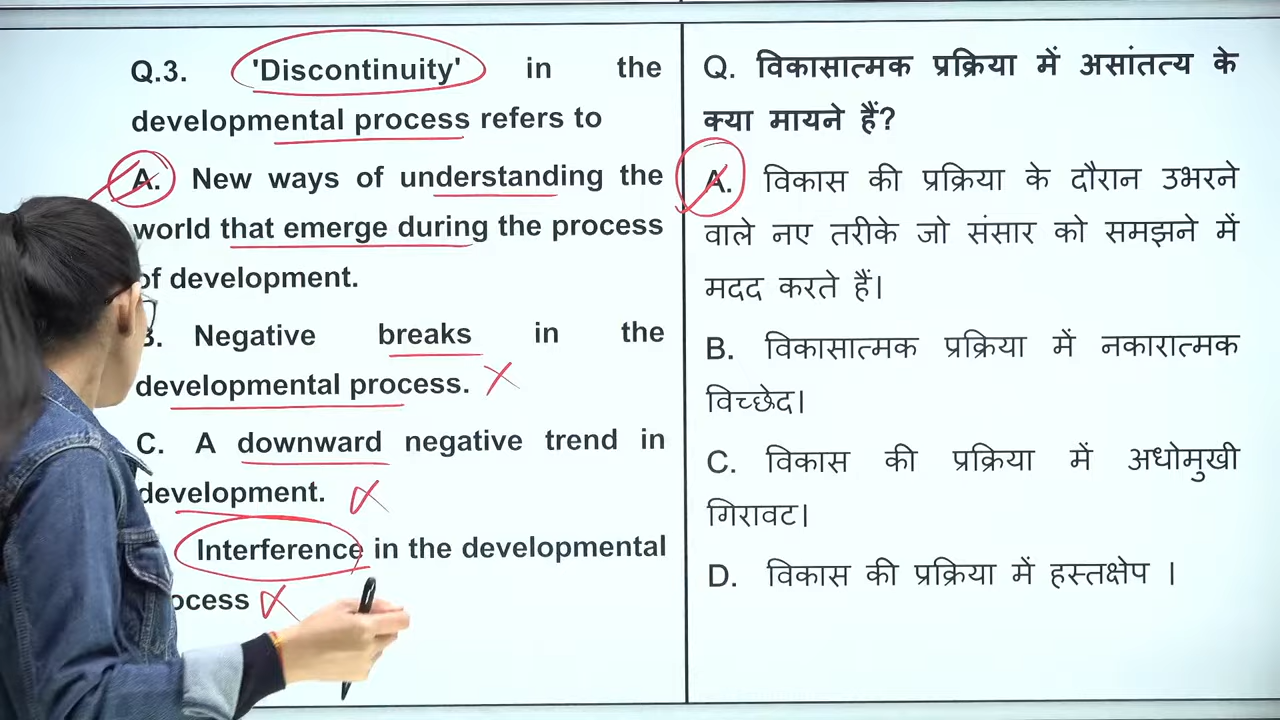 Q.3. 'Discontinuity' in the
developmental process refers to
A. New ways of understanding the
world that emerge during the process
of development.
B. Negative breaks in the
developmental process.
C. A downward negative trend in
development.
Interference in the developmental
Q. विकासात्मक प्रक्रिया में असांतत्य के
क्या मायने हैं?
A. विकास की प्रक्रिया के दौरान उभरने
वाले नए तरीके जो संसार को समझने में
मदद करते हैं।
B. विकासात्मक प्रक्रिया में नकारात्मक
विच्छेद।
C. विकास की प्रक्रिया में अधोमुखी
गिरावट।
D. विकास की प्रक्रिया में हस्तक्षेप ।